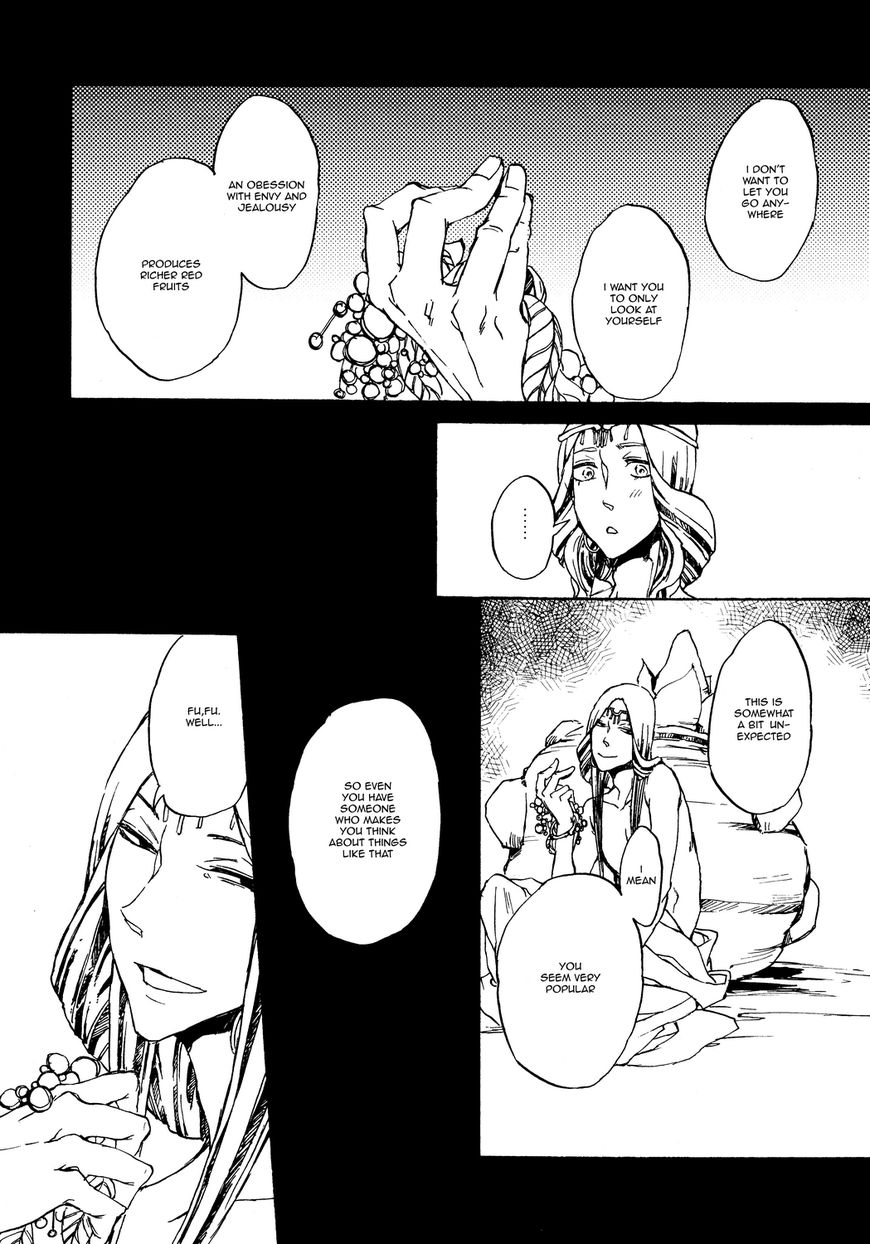 I DON'T
WANT TO
LET YOU
GO ANY-
WHERE
I WANT YOU
TO ONLY
LOOK AT
YOURSELF
AN OBESSION
WITH ENVY AND
JEALOUSY
PRODUCES
RICHER RED
FRUITS
......
THIS IS
SOMEWHAT
A BIT UN-
EXPECTED
I
MEAN
YOU
SEEM VERY
POPULAR
SO EVEN
YOU HAVE
SOMEONE
WHO MAKES
YOU THINK
ABOUT THINGS
LIKE THAT
FU,FU.
WELL...